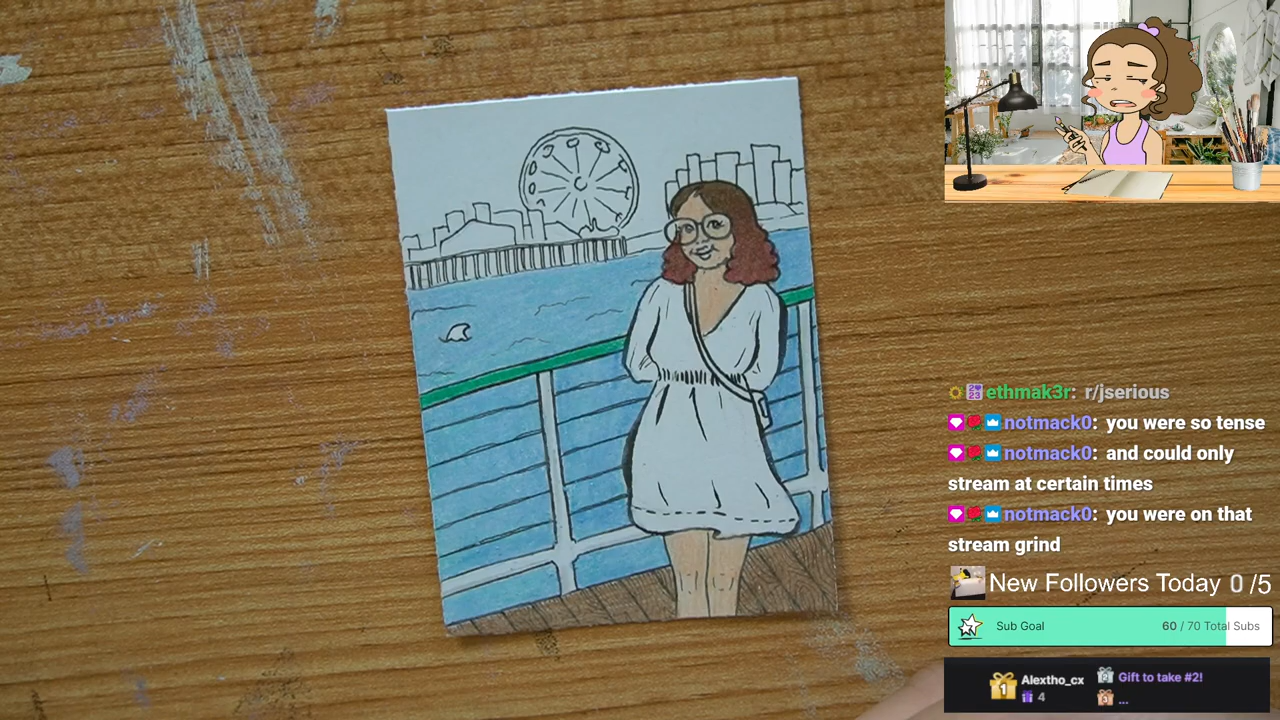 ethmak3r: r/jserious
notmack0: you were so tense
notmack0: and could only
stream at certain times
notmack0: you were on that
stream grind
New Followers Today 0 /5
Sub Goal 60 / 70 Total Subs
Alextho_cx
4
Gift to take #2!
...